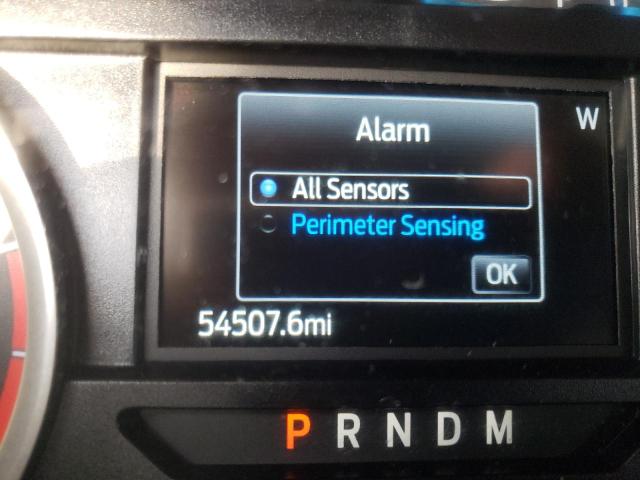 Alarm
W
All Sensors
Perimeter Sensing
OK
54507.6mi
P R N D M